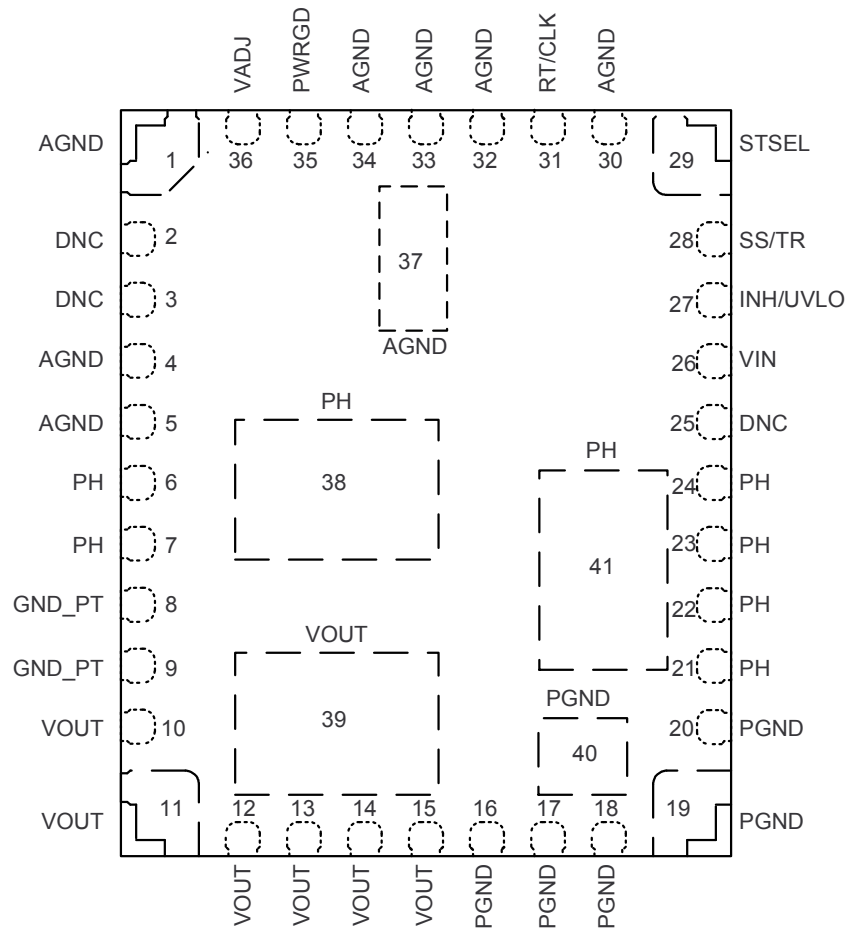 VADJ
PWRGD
AGND
AGND
AGND
RT/CLK
AGND
AGND
1
36
35
34
33
32
31
30
29
STSEL
DNC
2
28
SS/TR
37
AGND
DNC
3
27
INH/UVLO
AGND
4
26
VIN
AGND
5
25
DNC
PH
38
PH
6
24
PH
PH
41
PH
7
23
PH
GND_PT
8
22
PH
GND_PT
9
21
PH
VOUT
39
PGND
40
VOUT
10
20
PGND
VOUT
11
12
13
14
15
16
17
18
19
PGND
VOUT
VOUT
VOUT
VOUT
PGND
PGND
PGND